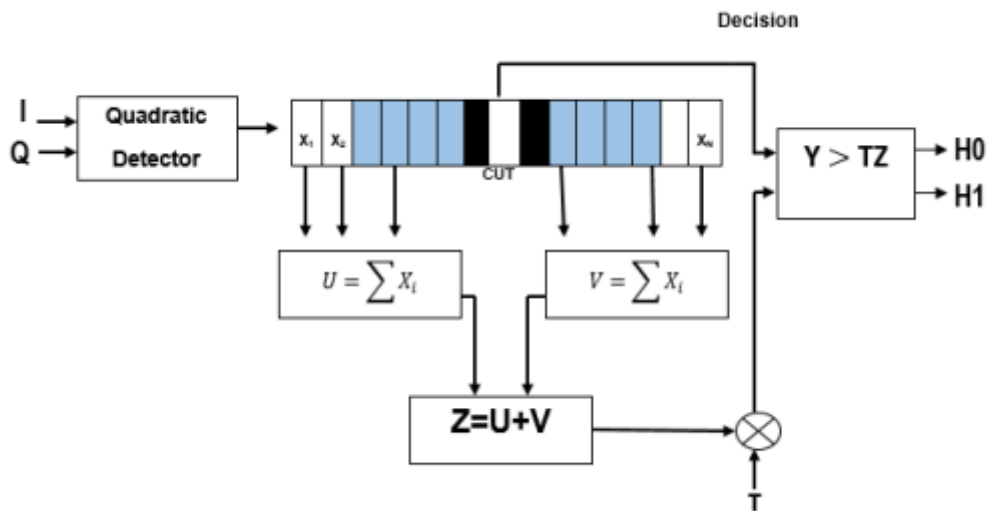 Decision
I
Q
Quadratic
Detector
X₁ X₂ Xₙ
CUT
Y > TZ
H0
H1
U = ∑ Xᵢ
V = ∑ Xᵢ
Z=U+V
T